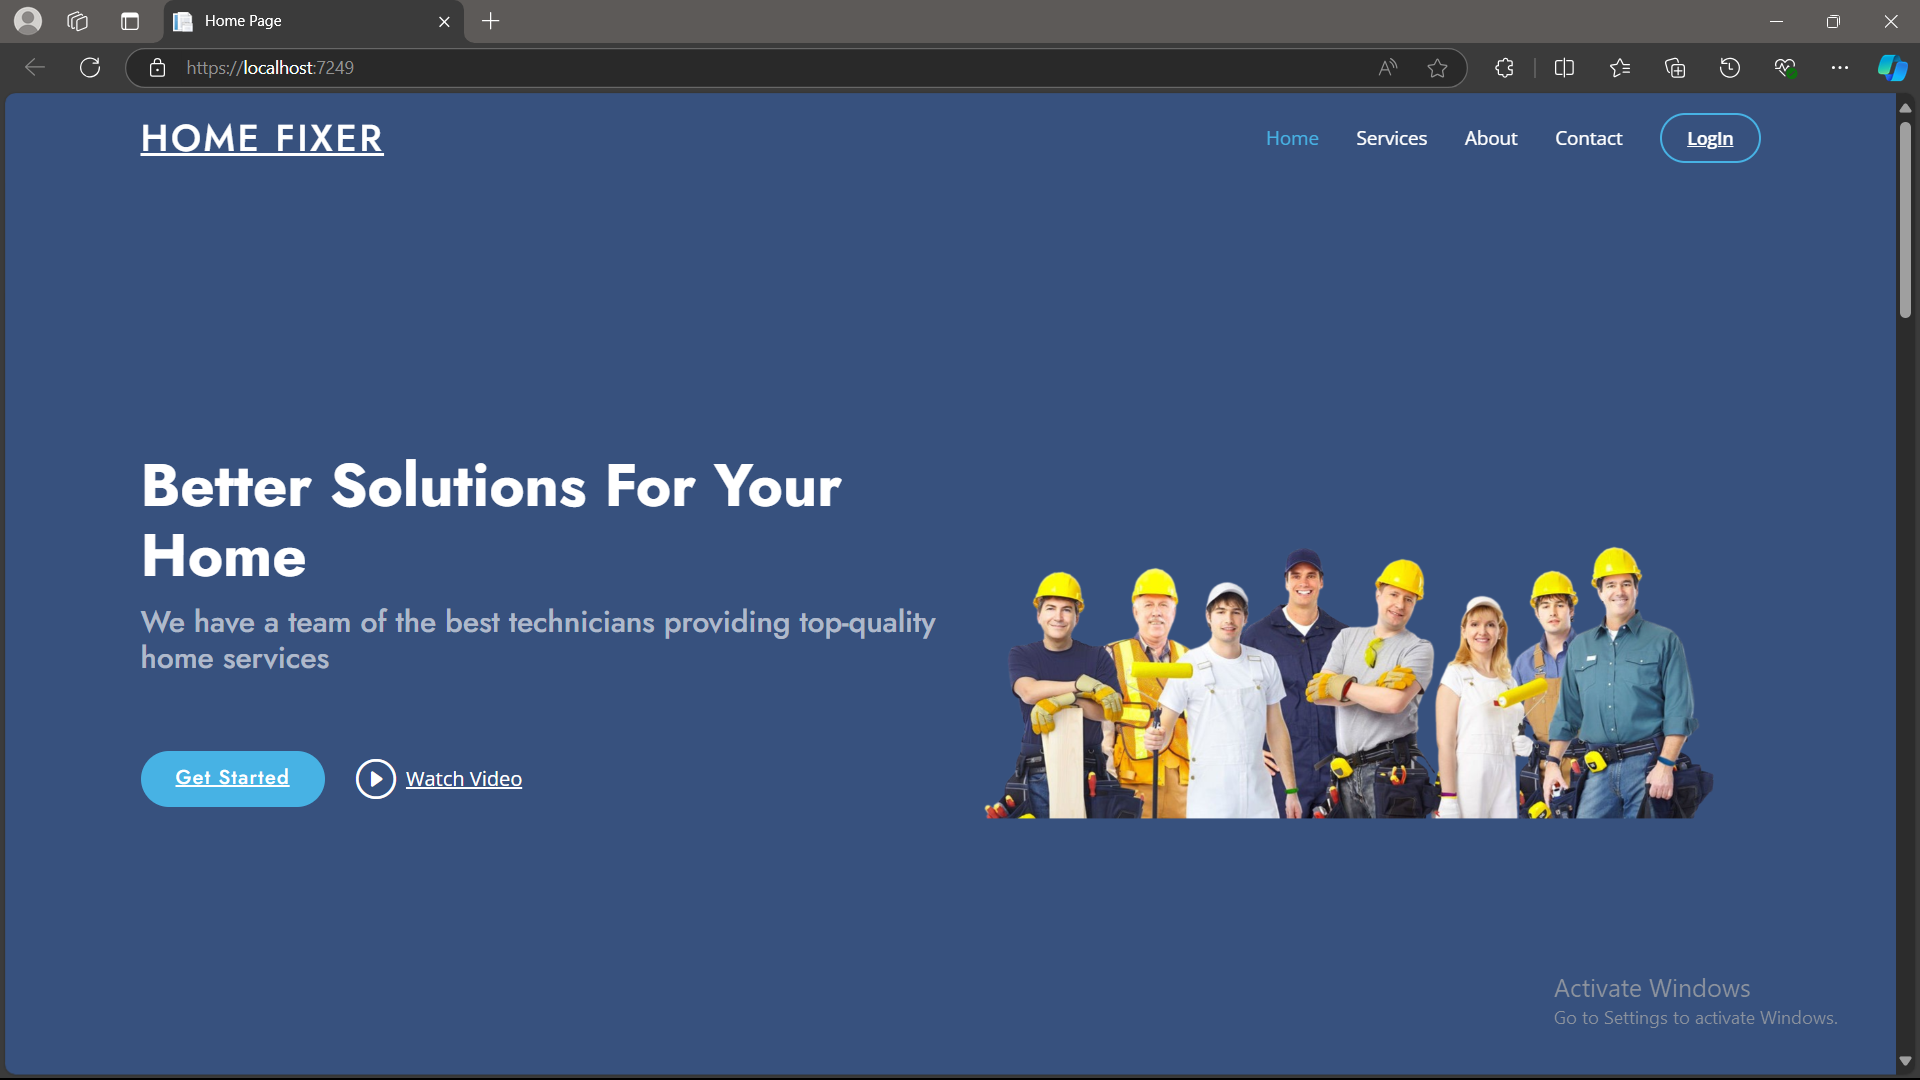 Home Page
https://localhost:7249
HOME FIXER
Home
Services
About
Contact
LogIn
Better Solutions For Your
Home
We have a team of the best technicians providing top-quality
home services
Get Started
Watch Video
Activate Windows
Go to Settings to activate Windows.